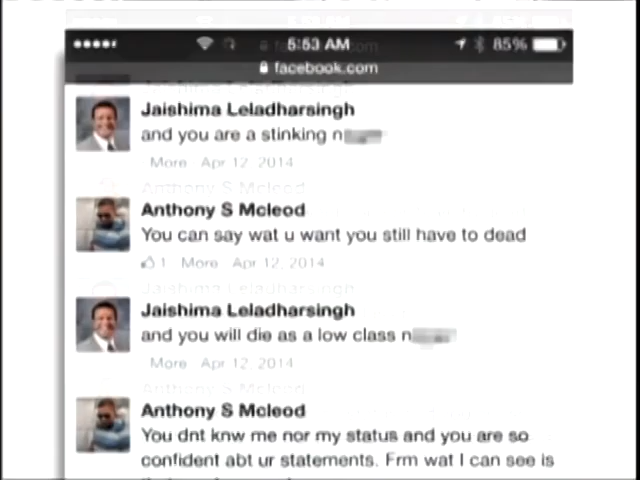 5:53 AM
85%
facebook.com
Jaishima Leladharsingh
and you are a stinking n
More Apr 12, 2014
Anthony S Mcleod
You can say wat u want you still have to dead
1 More Apr 12, 2014
Jaishima Leladharsingh
and you will die as a low class n
More Apr 12, 2014
Anthony S Mcleod
You dnt knw me nor my status and you are so
confident abt ur statements. Frm wat I can see is